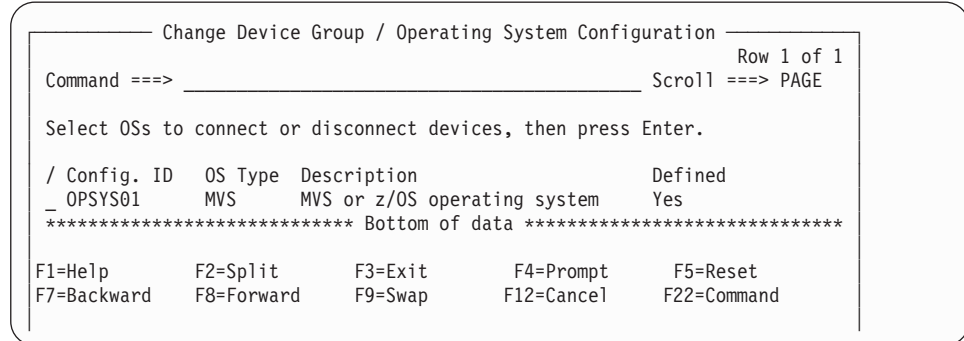 Change Device Group / Operating System Configuration
Row 1 of 1
Command ===> ___________________________________________ Scroll ===> PAGE
Select OSs to connect or disconnect devices, then press Enter.
/ Config. ID   OS Type  Description                      Defined
_ OPSYS01      MVS      MVS or z/OS operating system     Yes
***************************** Bottom of data ******************************
F1=Help        F2=Split       F3=Exit        F4=Prompt      F5=Reset
F7=Backward    F8=Forward     F9=Swap       F12=Cancel     F22=Command